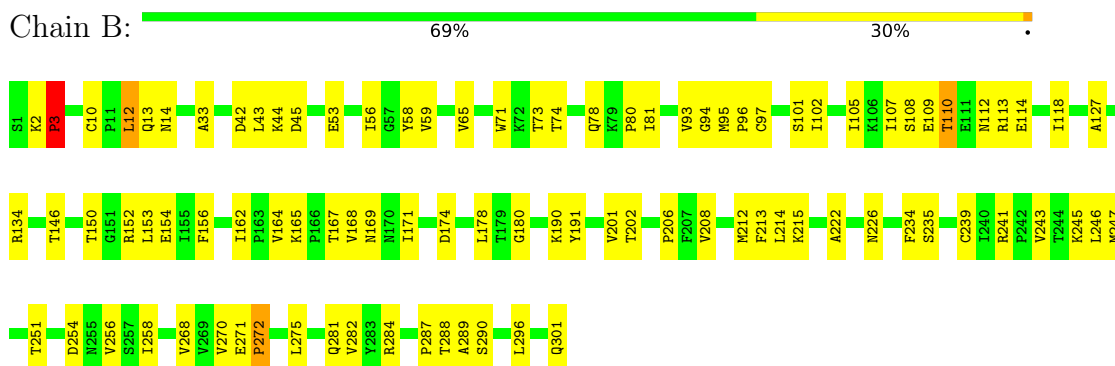 Chain B:
69% 30% •
S1 K2 P3 C10 P11 L12 Q13 N14 A33 D42 L43 K44 D45 E53 I56 G57 Y58 V59 V65 W71 K72 T73 T74 Q78 K79 P80 I81 V93 G94 M95 P96 C97 S101 I102 I105 K106 I107 S108 E109 T110 E111 N112 R113 E114 I118 A127
R134 T146 T150 G151 R152 L153 E154 I155 F156 I162 P163 V164 K165 P166 T167 V168 N169 N170 I171 D174 L178 T179 G180 K190 Y191 V201 T202 P206 F207 V208 M212 F213 L214 K215 A222 N226 F234 S235 C239 I240 R241 P242 V243 T244 K245 L246 M247
T251 D254 N255 V256 S257 I258 V268 V269 V270 E271 P272 L275 Q281 V282 Y283 R284 P287 T288 A289 S290 L296 Q301